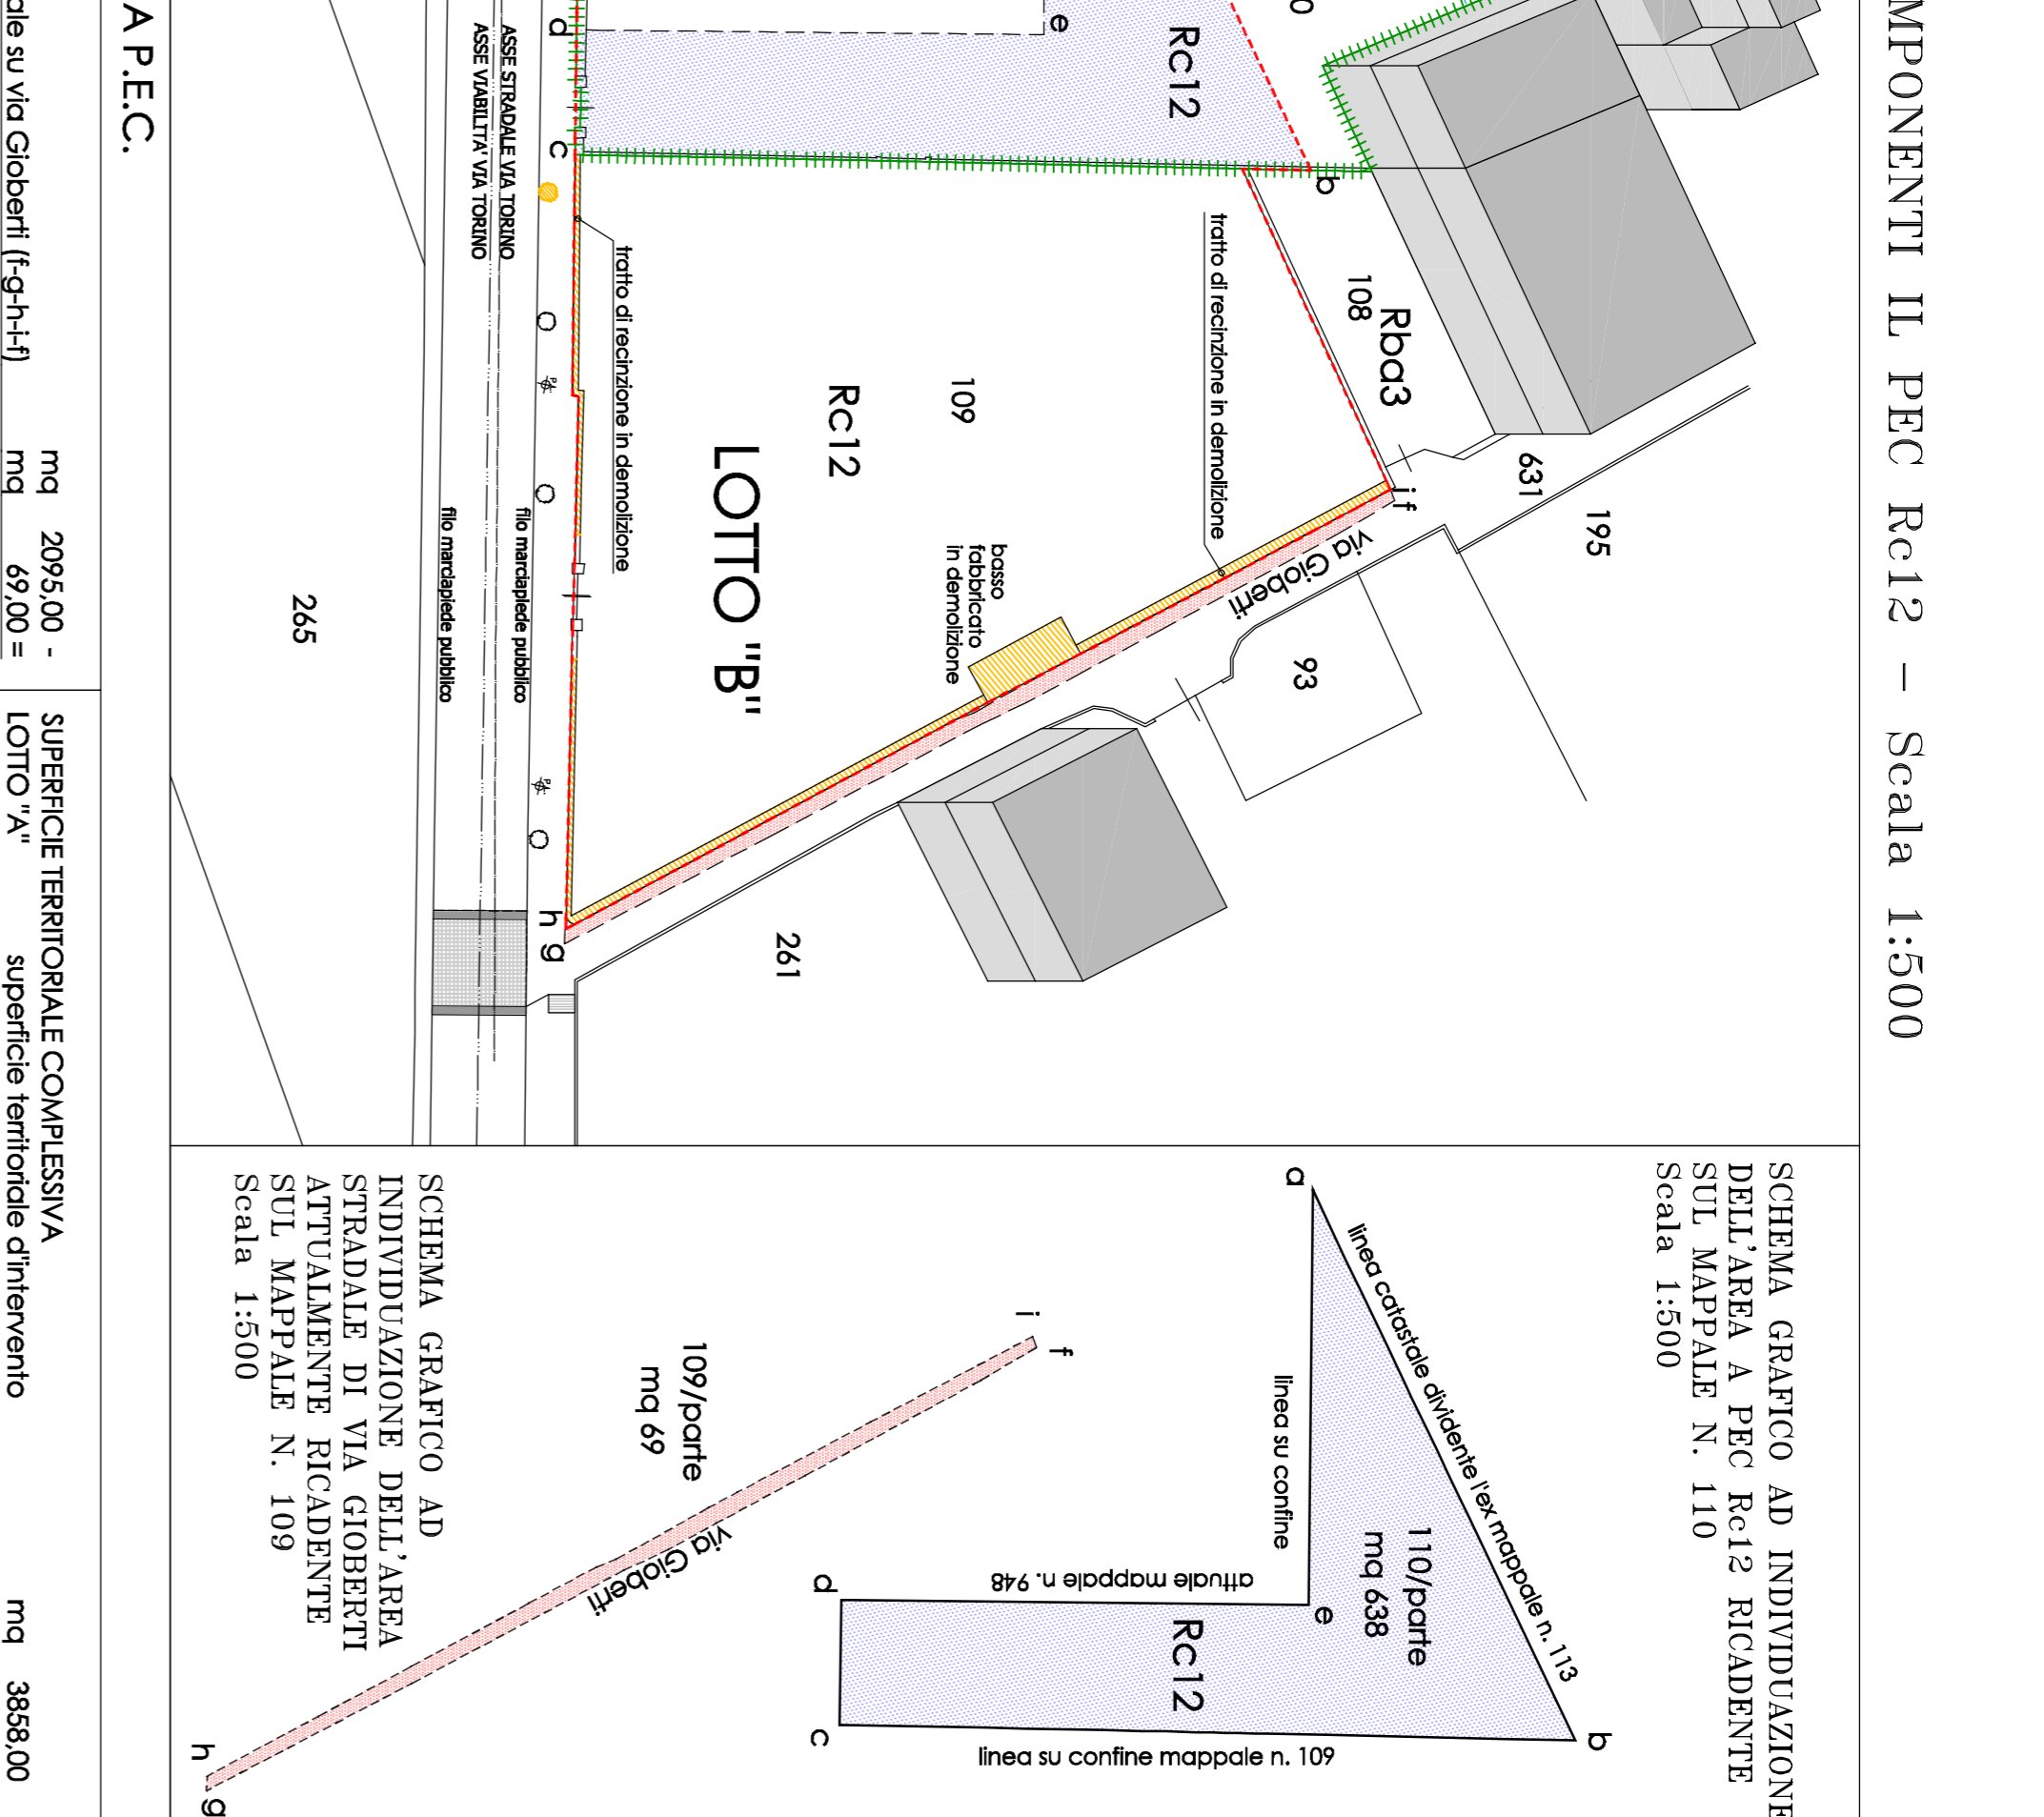 MPONENTI IL PEC Rc12 - Scala 1:500
Rc12
e
d
c
b
Rba3
108
631
195
tratto di recinzione in demolizione
i f
via Gioberti
93
109
Rc12
LOTTO "B"
basso
fabbricato
in demolizione
tratto di recinzione in demolizione
261
h
g
ASSE STRADALE VIA TORINO
ASSE VIABILITA' VIA TORINO
filo marciapiede pubblico
filo marciapiede pubblico
265
SCHEMA GRAFICO AD INDIVIDUAZIONE
DELL'AREA A PEC Rc12 RICADENTE
SUL MAPPALE N. 110
Scala 1:500
a
linea catastale dividente l'ex mappale n. 113
b
110/parte
mq 638
linea su confine
e
attuale mappale n. 948
Rc12
d
c
linea su confine mappale n. 109
i
f
109/parte
mq 69
via Gioberti
h
g
SCHEMA GRAFICO AD
INDIVIDUAZIONE DELL'AREA
STRADALE DI VIA GIOBERTI
ATTUALMENTE RICADENTE
SUL MAPPALE N. 109
Scala 1:500
A P.E.C.
mq 2095,00 -
ale su via Gioberti (f-g-h-i-f) mq 69,00 =
SUPERFICIE TERRITORIALE COMPLESSIVA
LOTTO "A" superficie territoriale d'intervento mq 3858,00